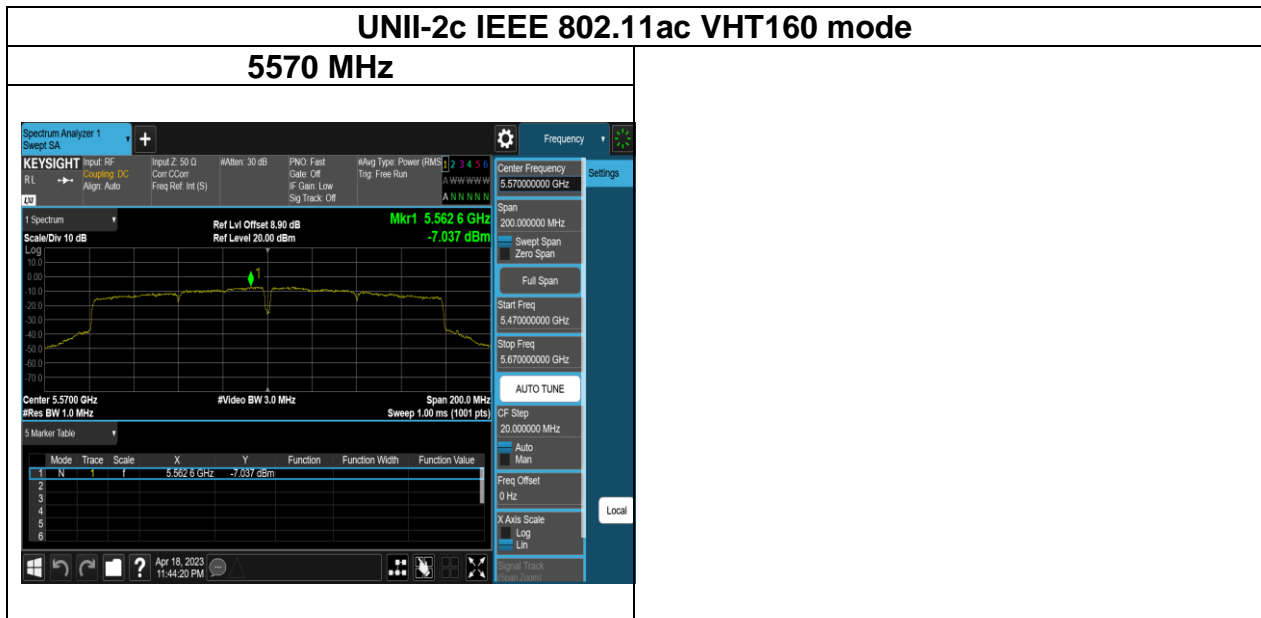 UNII-2c IEEE 802.11ac VHT160 mode
5570 MHz
Spectrum Analyzer 1
Swept SA
+
Frequency
KEYSIGHT
RL
LXI
Input: RF
Coupling: DC
Align: Auto
Input Z: 50 Ω
Corr CCorr
Freq Ref: Int (S)
#Atten: 30 dB
PNO: Fast
Gate: Off
IF Gain: Low
Sig Track: Off
#Avg Type: Power (RMS
Trig: Free Run
1 2 3 4 5 6
A W W W W W
A N N N N N
1 Spectrum
Scale/Div 10 dB
Ref Lvl Offset 8.90 dB
Ref Level 20.00 dBm
Mkr1 5.562 6 GHz
-7.037 dBm
Log
10.0
0.00
-10.0
-20.0
-30.0
-40.0
-50.0
-60.0
-70.0
1
Center 5.5700 GHz
#Res BW 1.0 MHz
#Video BW 3.0 MHz
Span 200.0 MHz
Sweep 1.00 ms (1001 pts)
5 Marker Table
Mode Trace Scale X Y Function Function Width Function Value
1 N 1 f 5.562 6 GHz -7.037 dBm
2
3
4
5
6
Center Frequency
5.570000000 GHz
Settings
Span
200.000000 MHz
Swept Span
Zero Span
Full Span
Start Freq
5.470000000 GHz
Stop Freq
5.670000000 GHz
AUTO TUNE
CF Step
20.000000 MHz
Auto
Man
Freq Offset
0 Hz
X Axis Scale
Log
Lin
Local
Signal Track
(Span Zoom)
?
Apr 18, 2023
11:44:20 PM